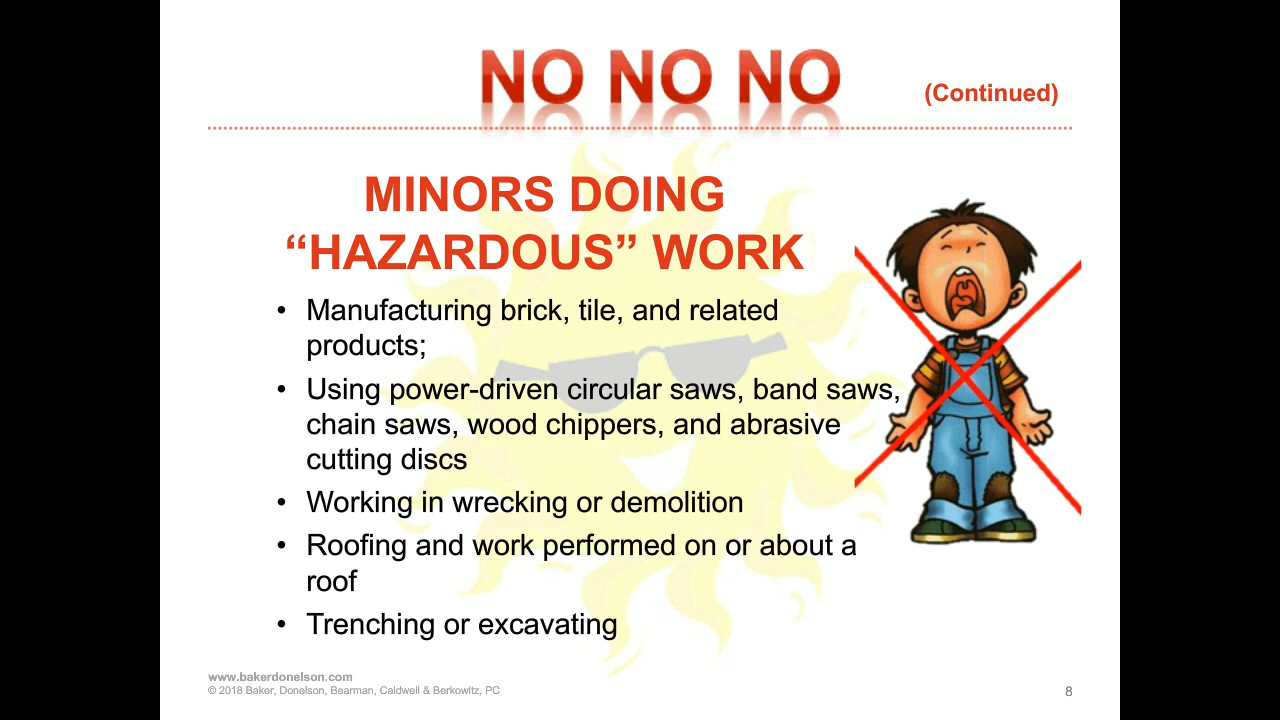 NO NO NO
(Continued)
MINORS DOING
“HAZARDOUS” WORK
• Manufacturing brick, tile, and related
products;
• Using power-driven circular saws, band saws,
chain saws, wood chippers, and abrasive
cutting discs
• Working in wrecking or demolition
• Roofing and work performed on or about a
roof
• Trenching or excavating
www.bakerdonelson.com
© 2018 Baker, Donelson, Bearman, Caldwell & Berkowitz, PC
8